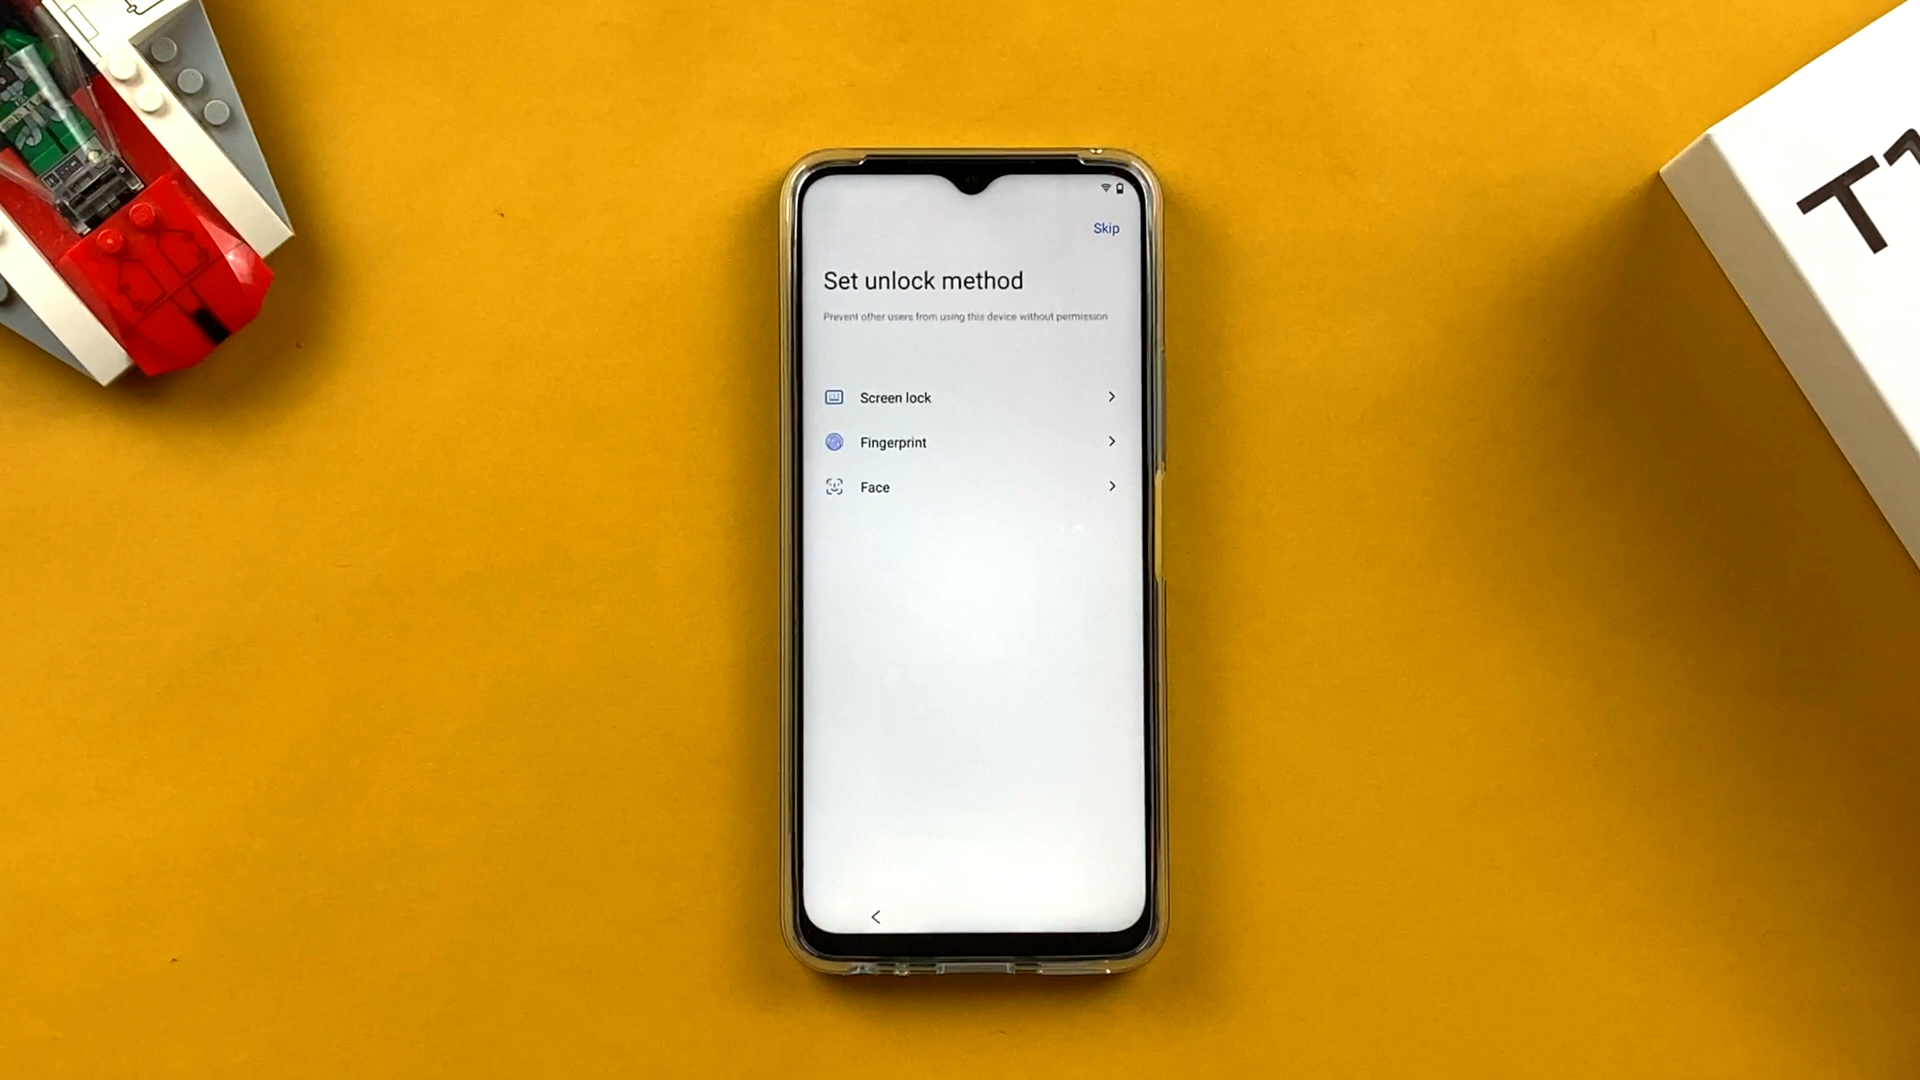 Skip
Set unlock method
Prevent other users from using this device without permission
Screen lock
Fingerprint
Face
T1